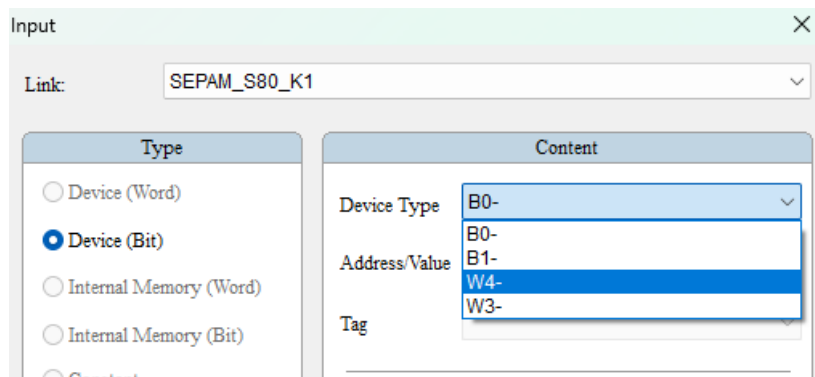 Input
Link: SEPAM_S80_K1
Type
Device (Word)
Device (Bit)
Internal Memory (Word)
Internal Memory (Bit)
Content
Device Type B0-
B0-
B1-
W4-
W3-
Address/Value
Tag